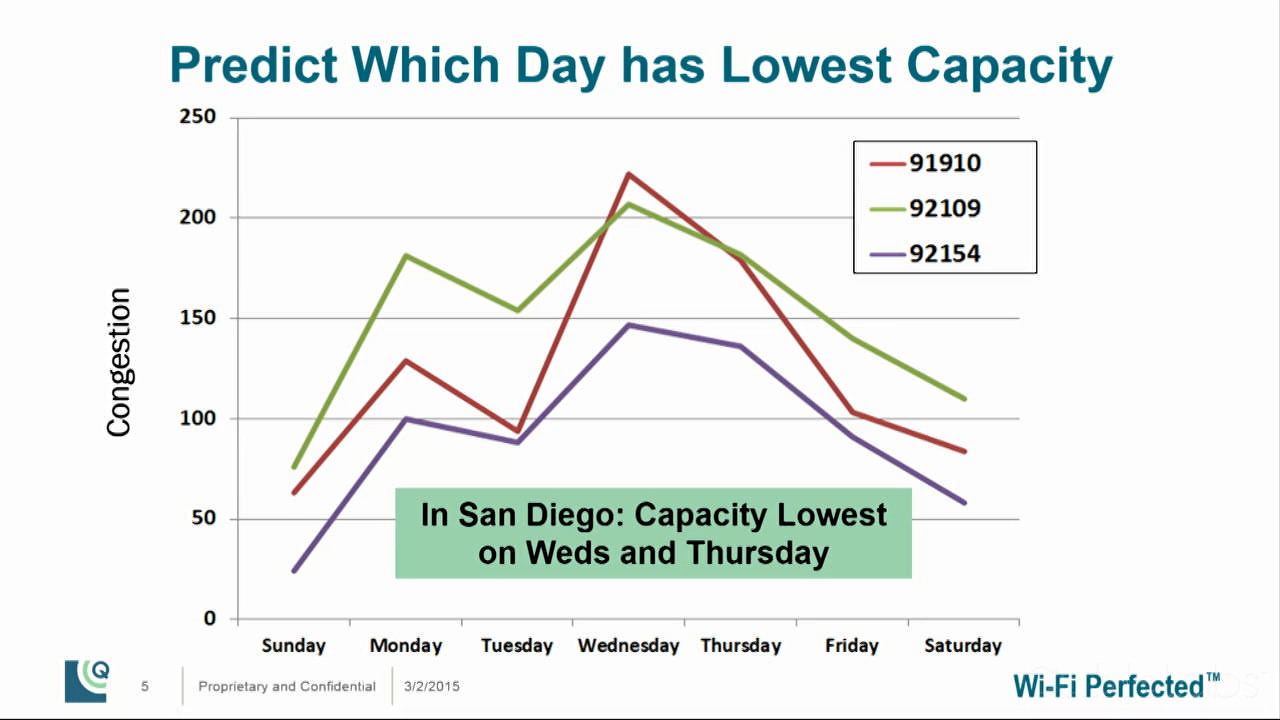 Predict Which Day has Lowest Capacity
250
200
150
100
50
0
Congestion
91910
92109
92154
In San Diego: Capacity Lowest
on Weds and Thursday
Sunday Monday Tuesday Wednesday Thursday Friday Saturday
Q
5 Proprietary and Confidential 3/2/2015
Wi-Fi Perfected™